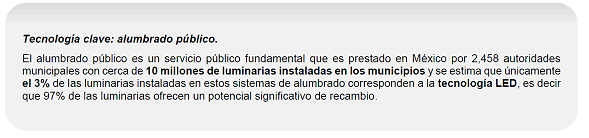 Tecnología clave: alumbrado público.
El alumbrado público es un servicio público fundamental que es prestado en México por 2,458 autoridades
municipales con cerca de 10 millones de luminarias instaladas en los municipios y se estima que únicamente
el 3% de las luminarias instaladas en estos sistemas de alumbrado corresponden a la tecnología LED, es decir
que 97% de las luminarias ofrecen un potencial significativo de recambio.